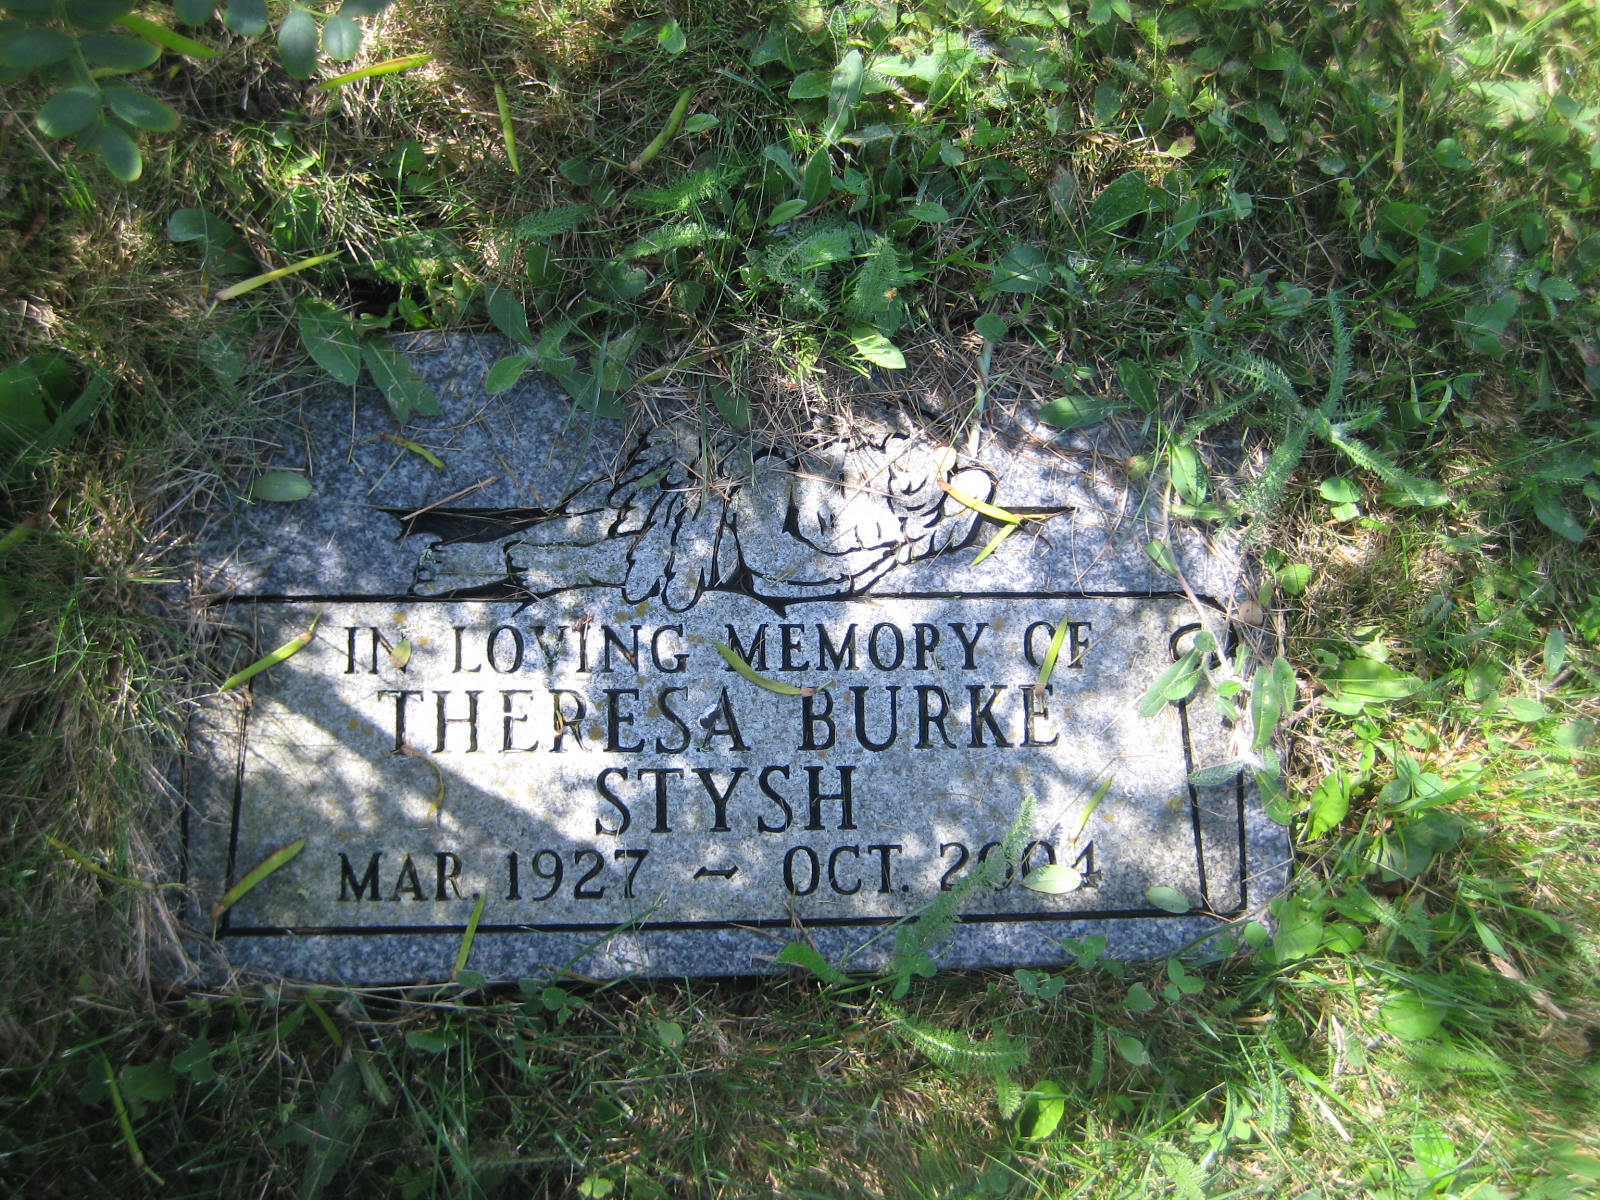 IN LOVING MEMORY OF
THERESA BURKE
STYSH
MAR. 1927 ~ OCT. 2004